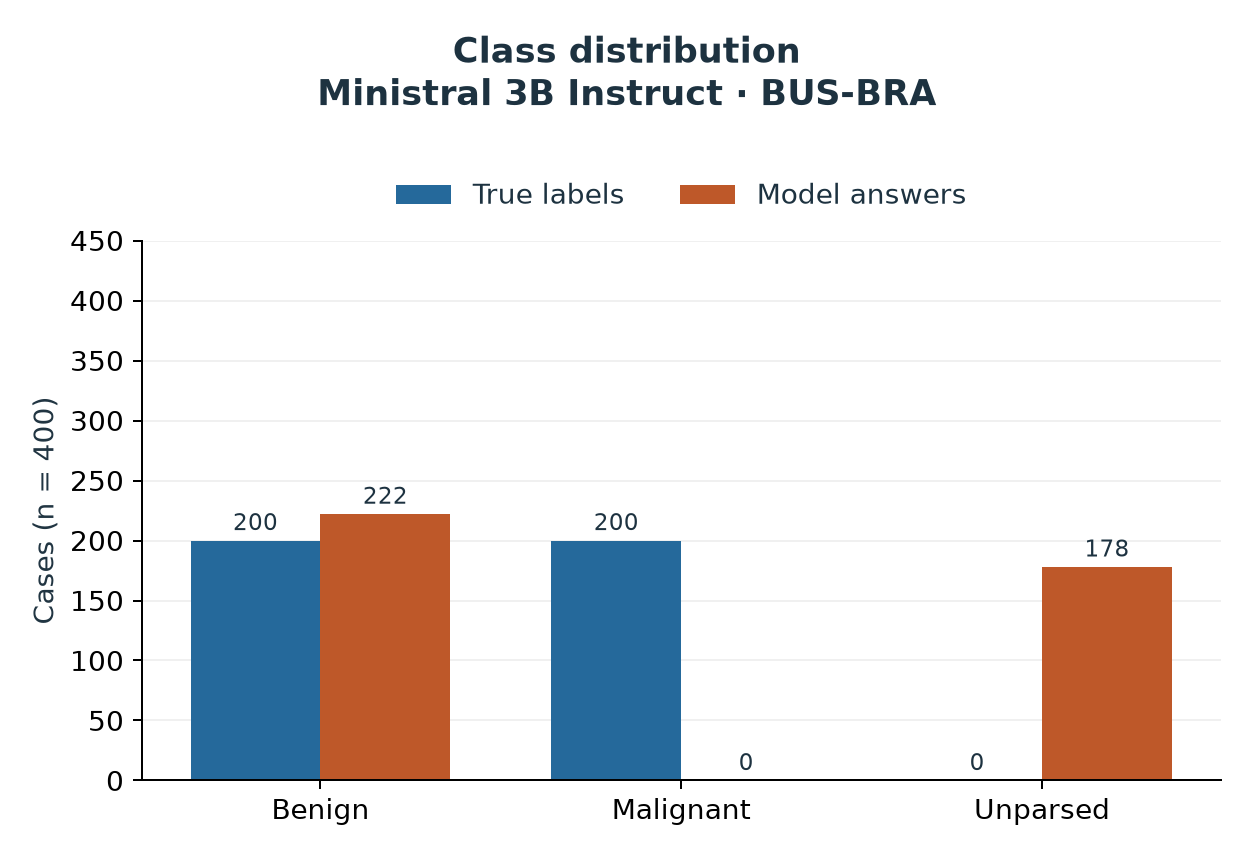 Class distribution
Ministral 3B Instruct · BUS-BRA
True labels
Model answers
450
400
350
300
250
200
150
100
50
0
Cases (n = 400)
200
222
200
0
0
178
Benign
Malignant
Unparsed